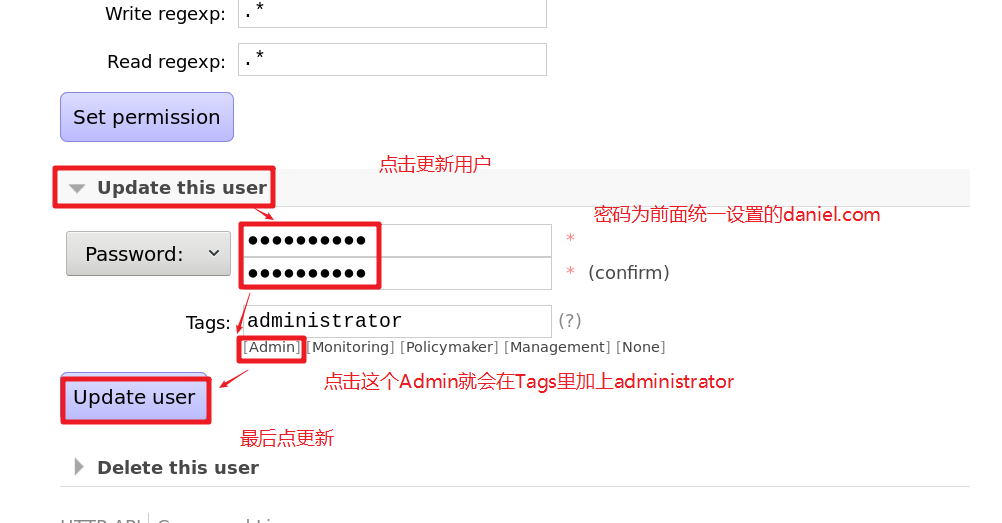 Write regexp: .*
Read regexp: .*
Set permission
点击更新用户
Update this user
密码为前面统一设置的daniel.com
Password: ●●●●●●●●●● *
●●●●●●●●●● * (confirm)
Tags: administrator (?)
[Admin] [Monitoring] [Policymaker] [Management] [None]
点击这个Admin就会在Tags里加上administrator
Update user
最后点更新
Delete this user